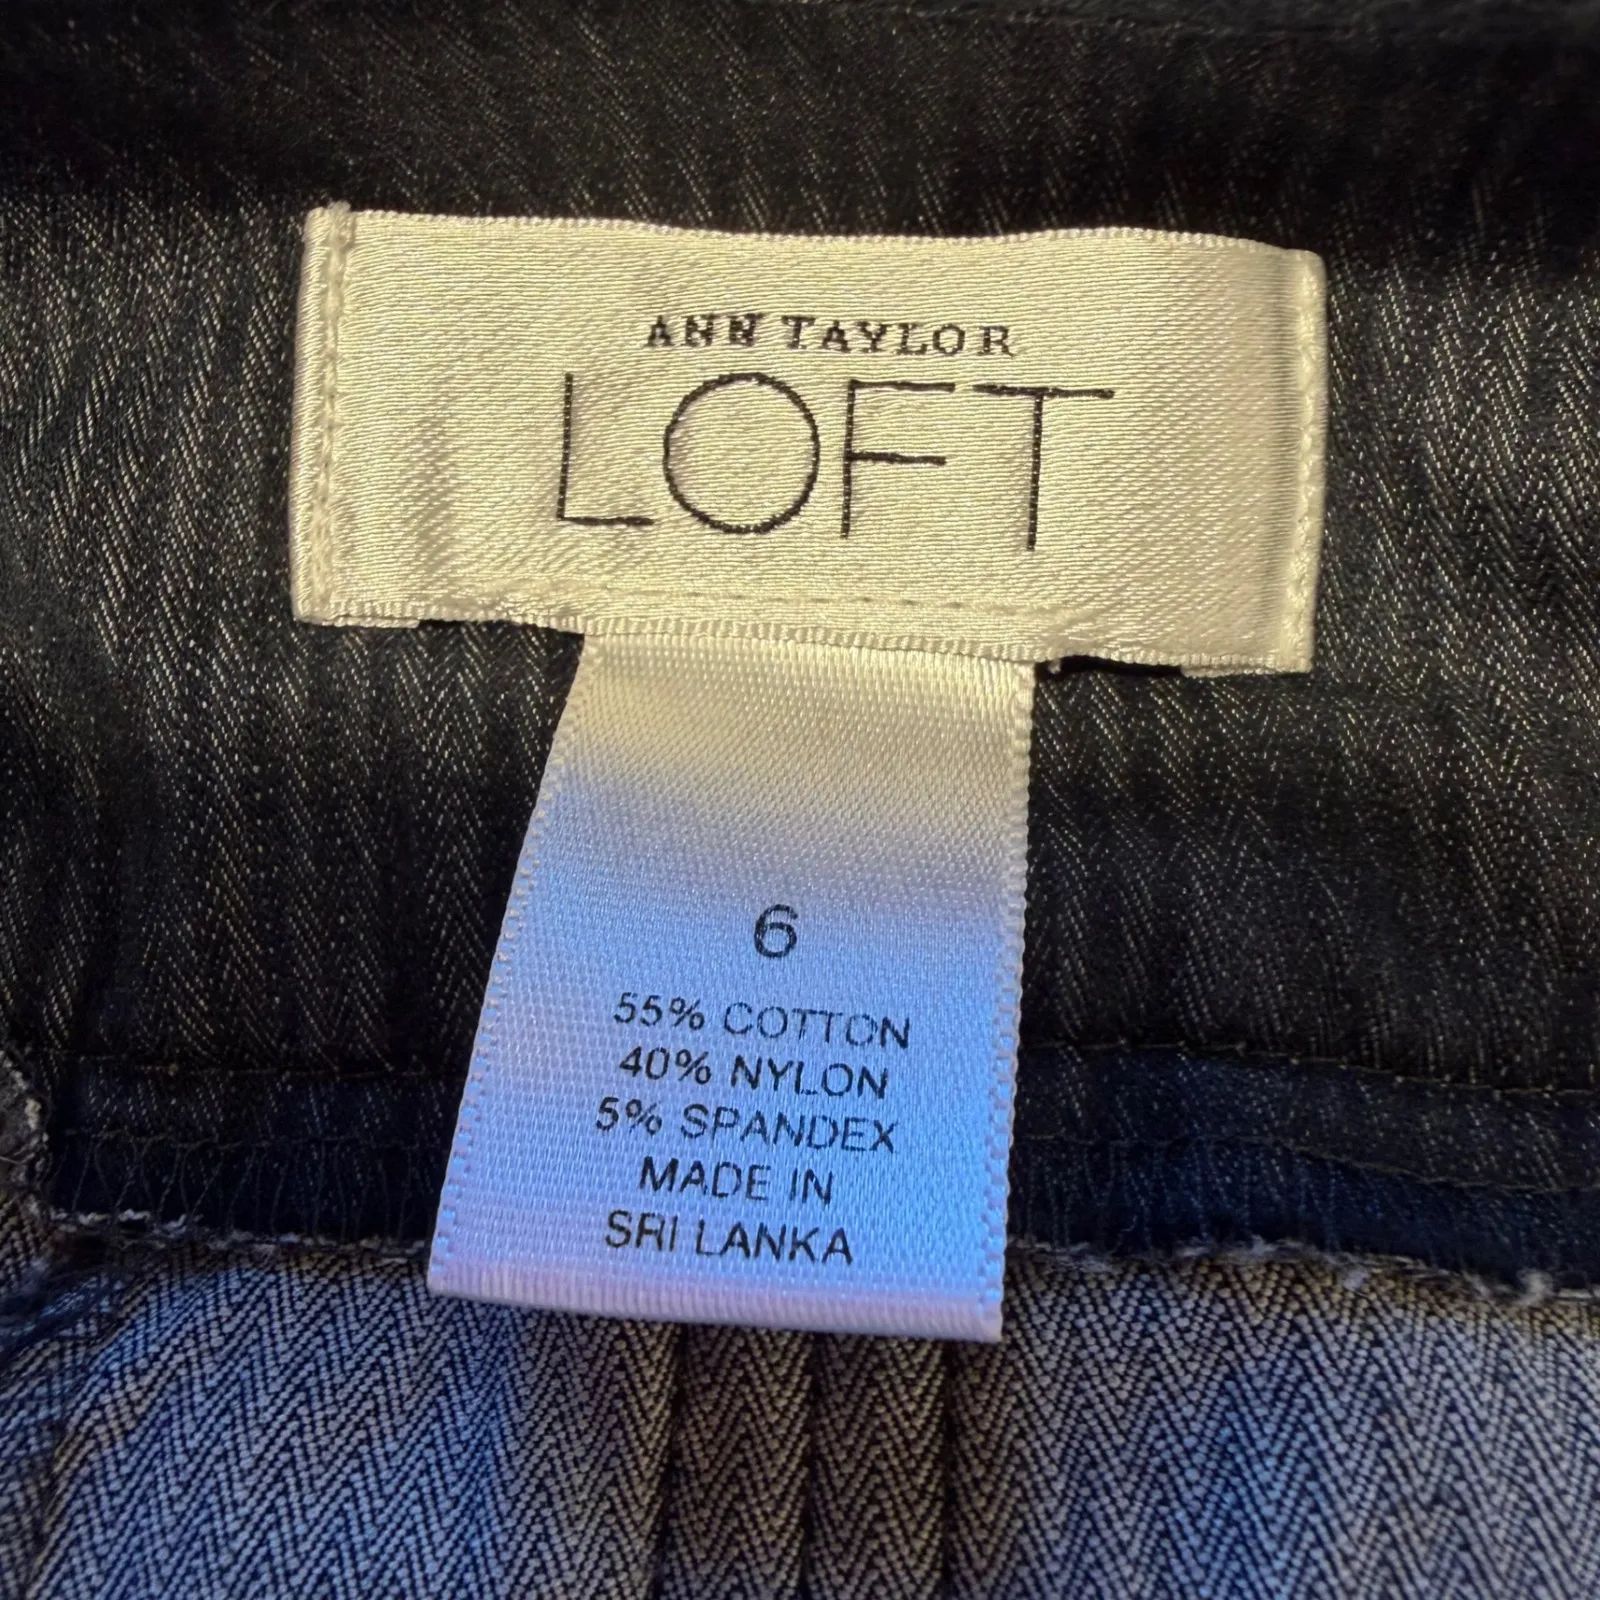 ANN TAYLOR
LOFT
6
55% COTTON
40% NYLON
5% SPANDEX
MADE IN
SRI LANKA